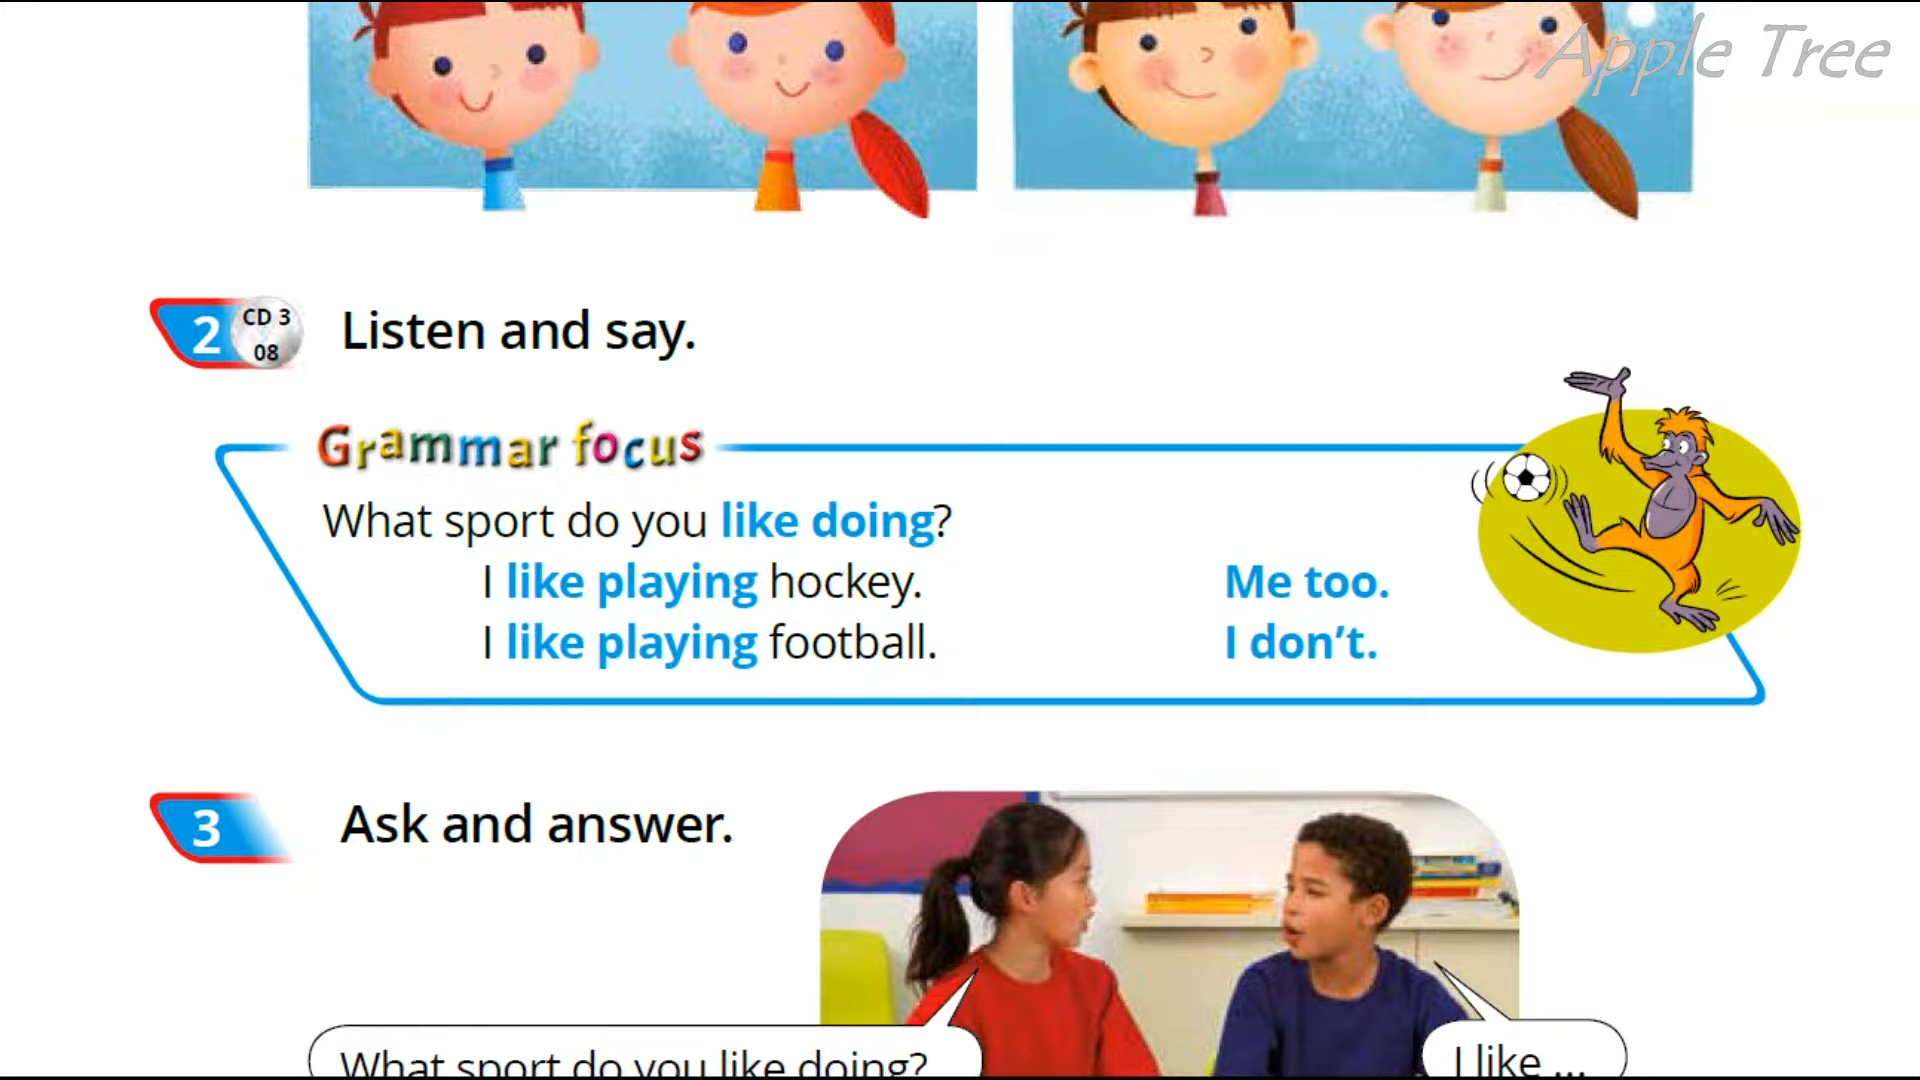 Apple Tree
2
CD 3
08
Listen and say.
Grammar focus
What sport do you like doing?
I like playing hockey.
Me too.
I like playing football.
I don't.
3
Ask and answer.
What sport do you like doing?
I like ...